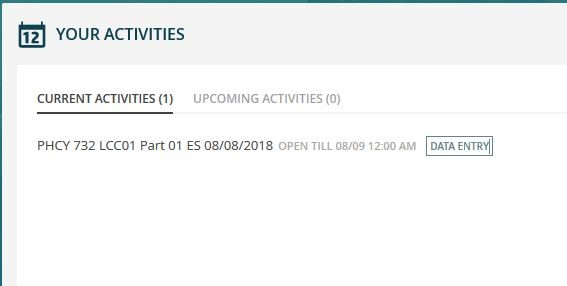 12 YOUR ACTIVITIES
CURRENT ACTIVITIES (1) UPCOMING ACTIVITIES (0)
PHCY 732 LCC01 Part 01 ES 08/08/2018 OPEN TILL 08/09 12:00 AM DATA ENTRY